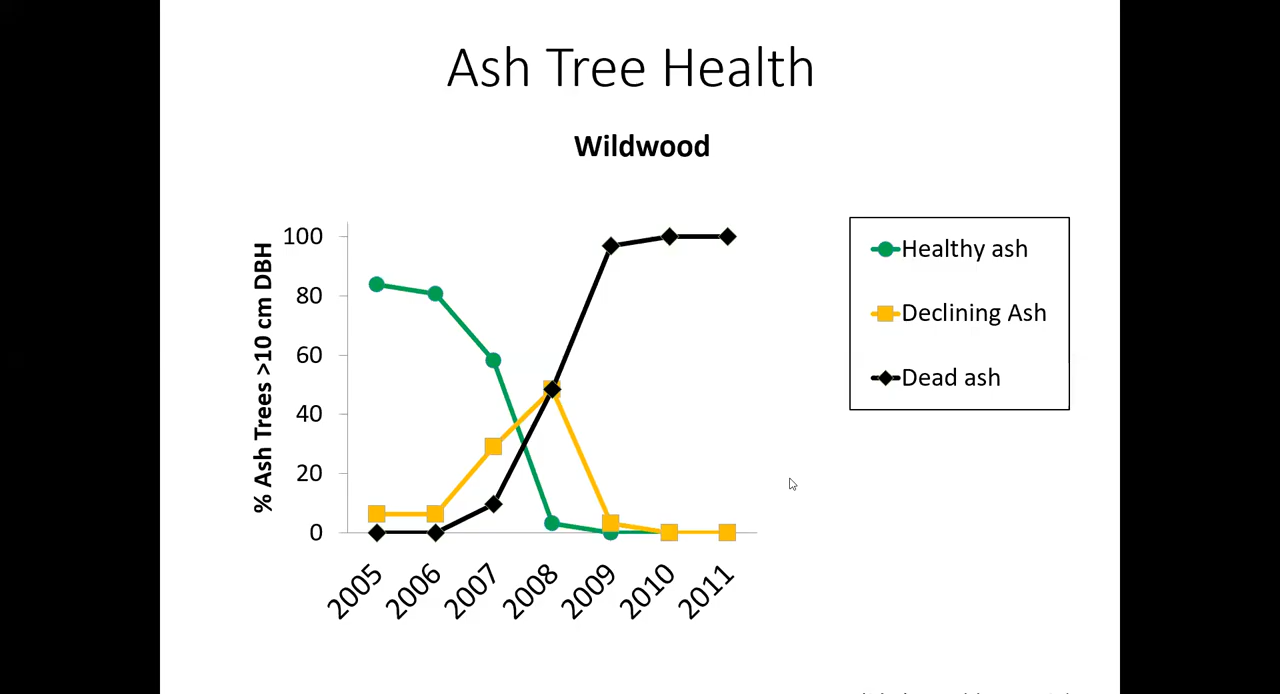 Ash Tree Health
Wildwood
% Ash Trees >10 cm DBH
100
80
60
40
20
0
2005 2006 2007 2008 2009 2010 2011
Healthy ash
Declining Ash
Dead ash